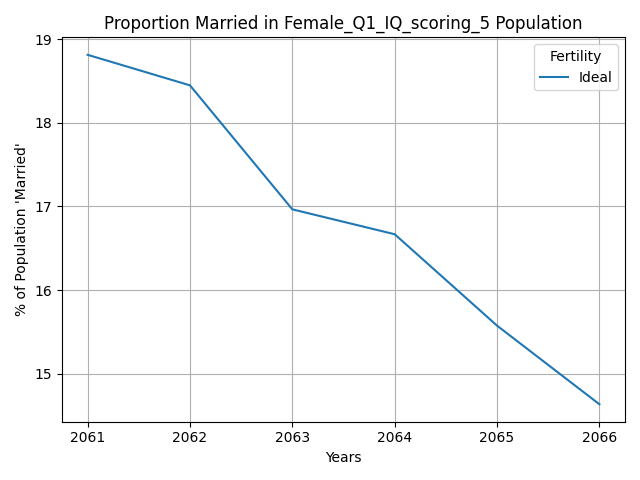 Proportion Married in Female_Q1_IQ_scoring_5 Population
Fertility
Ideal
% of Population 'Married'
19
18
17
16
15
2061 2062 2063 2064 2065 2066
Years